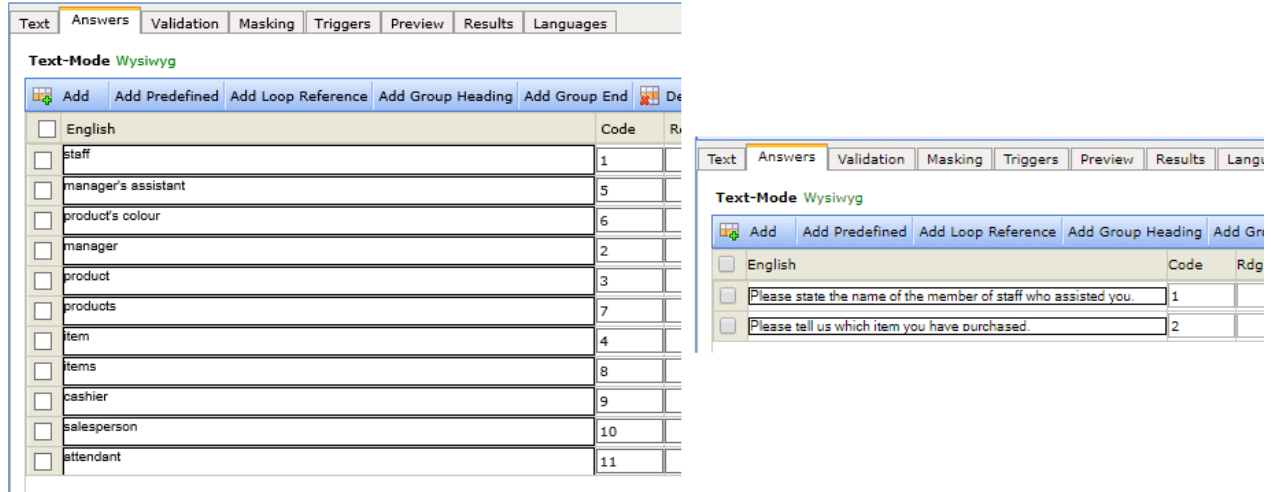 Text Answers Validation Masking Triggers Preview Results Languages
Text-Mode Wysiwyg
Add Add Predefined Add Loop Reference Add Group Heading Add Group End
English Code
staff 1
manager's assistant 5
product's colour 6
manager 2
product 3
products 7
item 4
items 8
cashier 9
salesperson 10
attendant 11
Text Answers Validation Masking Triggers Preview Results
Text-Mode Wysiwyg
Add Add Predefined Add Loop Reference Add Group Heading Add
English Code Rdg
Please state the name of the member of staff who assisted you. 1
Please tell us which item you have purchased. 2